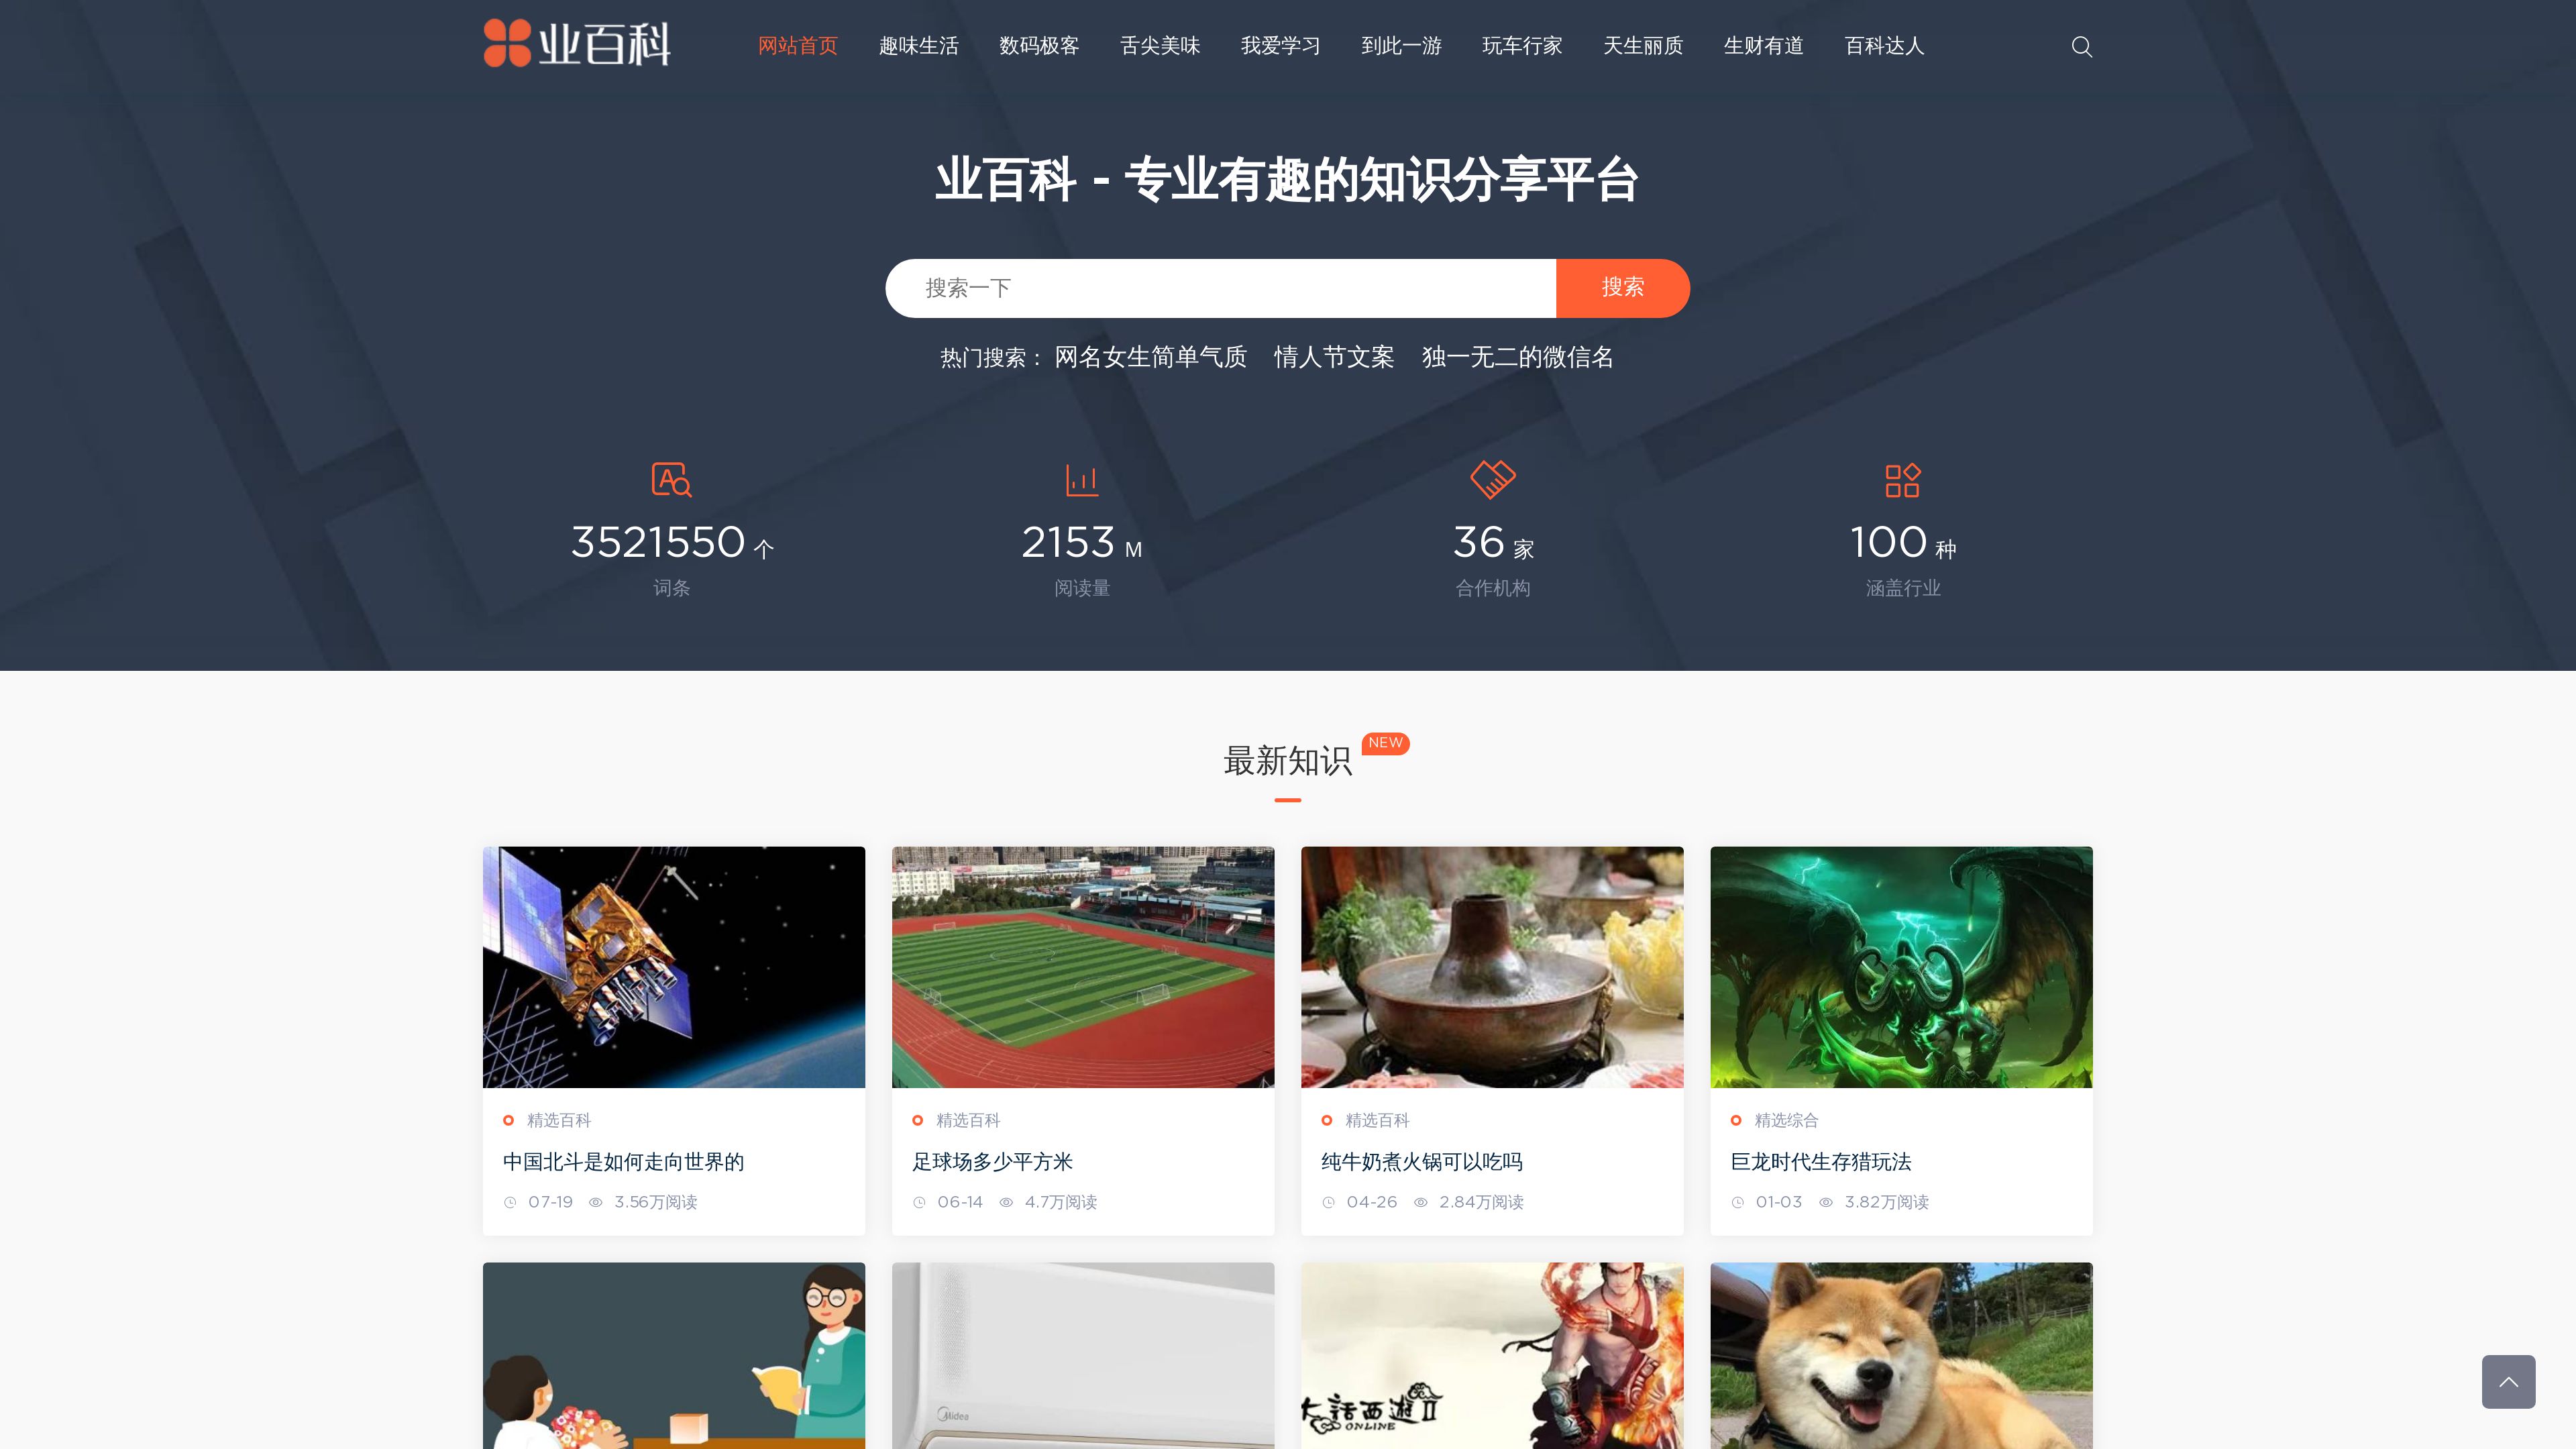 业百科
网站首页 趣味生活 数码极客 舌尖美味 我爱学习 到此一游 玩车行家 天生丽质 生财有道 百科达人
业百科 - 专业有趣的知识分享平台
搜索一下
搜索
热门搜索： 网名女生简单气质 情人节文案 独一无二的微信名
3521550 个
词条
2153 M
阅读量
36 家
合作机构
100 种
涵盖行业
最新知识 NEW
精选百科
中国北斗是如何走向世界的
07-19 3.56万阅读
精选百科
足球场多少平方米
06-14 4.7万阅读
精选百科
纯牛奶煮火锅可以吃吗
04-26 2.84万阅读
精选综合
巨龙时代生存猎玩法
01-03 3.82万阅读
Midea
大話西遊II
ONLINE